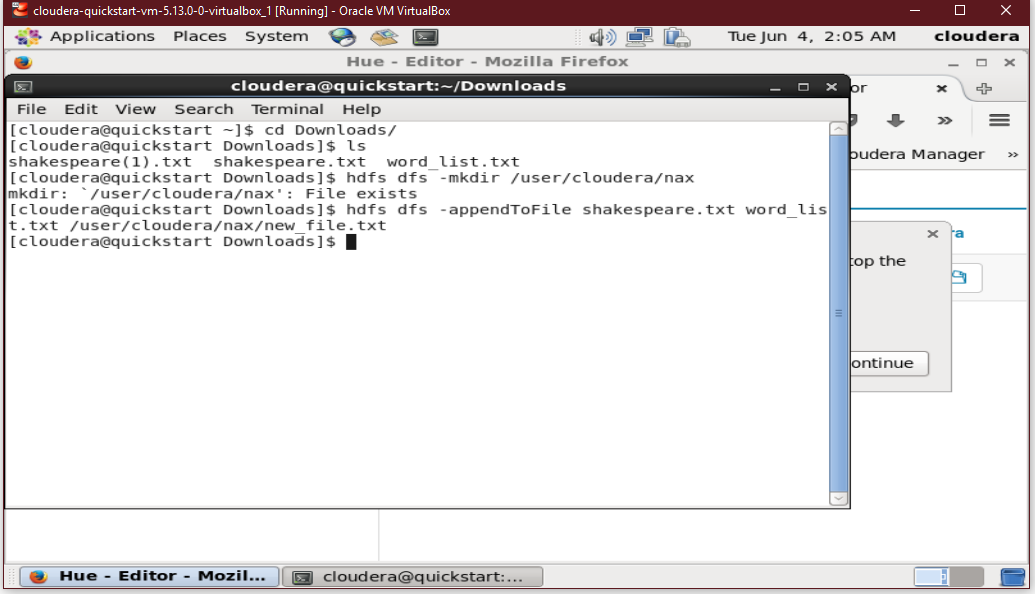 cloudera-quickstart-vm-5.13.0-0-virtualbox_1 [Running] - Oracle VM VirtualBox
Applications Places System Tue Jun 4, 2:05 AM cloudera
Hue - Editor - Mozilla Firefox
cloudera@quickstart:~/Downloads
or
File Edit View Search Terminal Help
»
[cloudera@quickstart ~]$ cd Downloads/
[cloudera@quickstart Downloads]$ ls
oudera Manager »
shakespeare(1).txt shakespeare.txt word_list.txt
[cloudera@quickstart Downloads]$ hdfs dfs -mkdir /user/cloudera/nax
mkdir: `/user/cloudera/nax': File exists
[cloudera@quickstart Downloads]$ hdfs dfs -appendToFile shakespeare.txt word_lis
t.txt /user/cloudera/nax/new_file.txt
[cloudera@quickstart Downloads]$
ra
top the
ontinue
Hue - Editor - Mozil... cloudera@quickstart:...